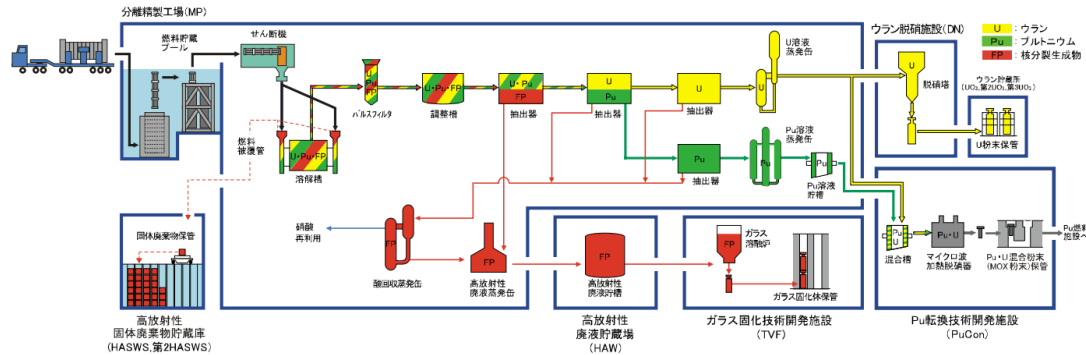 分離精製工場(MP)
燃料貯蔵
プール
せん断機
U
Pu
FP
パルスフィルタ
U・Pu・FP
調整槽
U・Pu
FP
抽出器
U
Pu
抽出器
U
抽出器
U溶液
蒸発缶
U
燃料
被覆管
U・Pu・FP
溶解槽
Pu
抽出器
Pu溶液
蒸発缶
Pu
Pu
Pu溶液
貯槽
硝酸
再利用
FP
酸回収蒸発缶
FP
高放射性
廃液蒸発缶
ウラン脱硝施設(DN)
U
脱硝塔
U :ウラン
Pu :プルトニウム
FP :核分裂生成物
ウラン貯蔵所
(UO₃,第2UO₃,第3UO₃)
U粉末保管
固体廃棄物保管
高放射性
固体廃棄物貯蔵庫
(HASWS,第2HASWS)
FP
高放射性
廃液貯槽
高放射性
廃液貯蔵場
(HAW)
FP
ガラス
溶融炉
ガラス固化体保管
ガラス固化技術開発施設
(TVF)
Pu
U
混合槽
Pu・U
マイクロ波
加熱脱硝器
Pu・U混合粉末
(MOX粉末)保管
Pu燃料
施設へ
Pu転換技術開発施設
(PuCon)